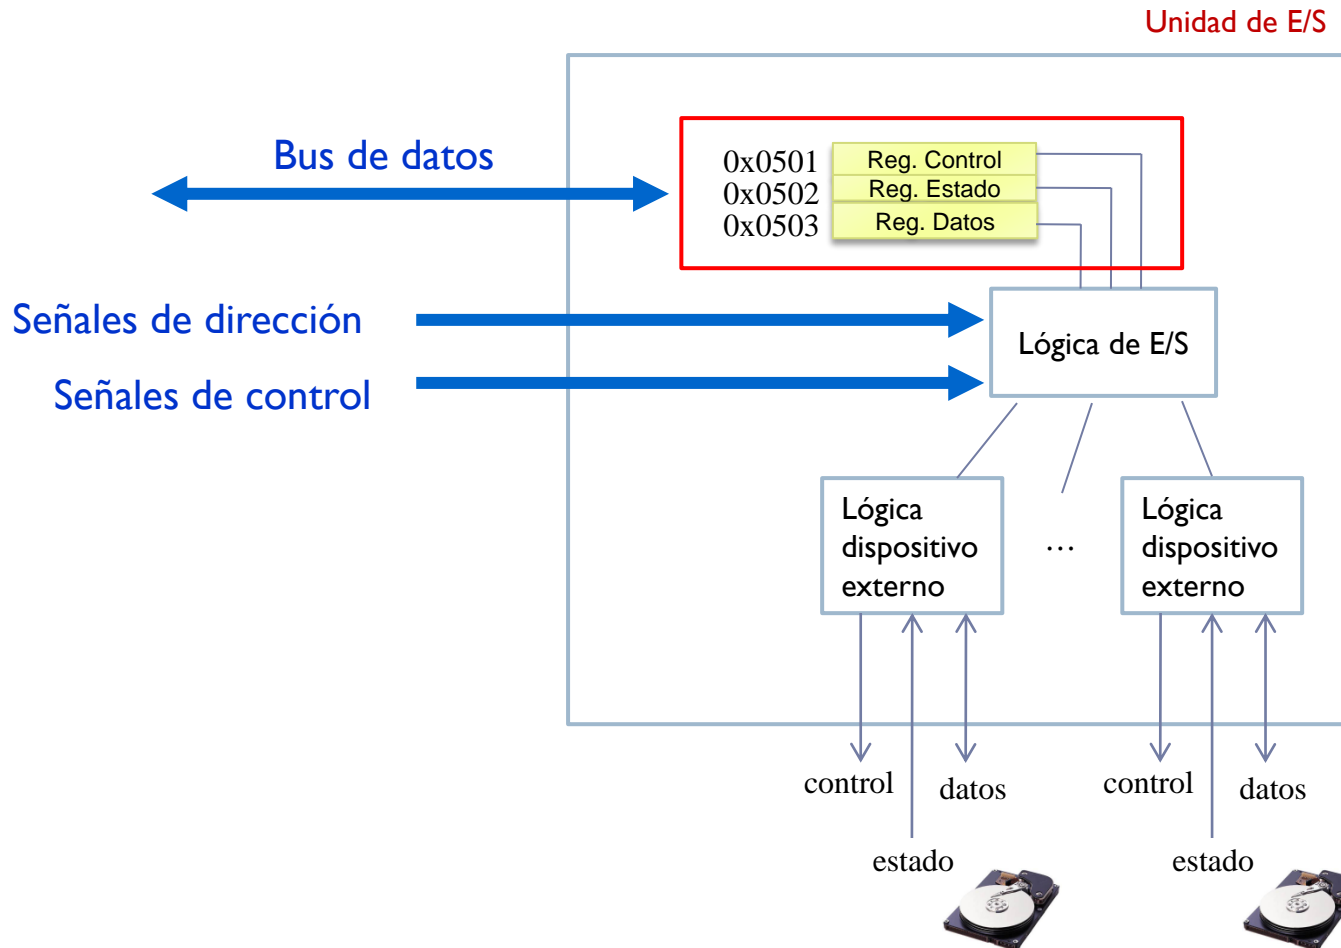 Unidad de E/S
Bus de datos
0x0501 Reg. Control
0x0502 Reg. Estado
0x0503 Reg. Datos
Señales de dirección
Lógica de E/S
Señales de control
Lógica
dispositivo
externo
...
Lógica
dispositivo
externo
control
datos
control
datos
estado
estado